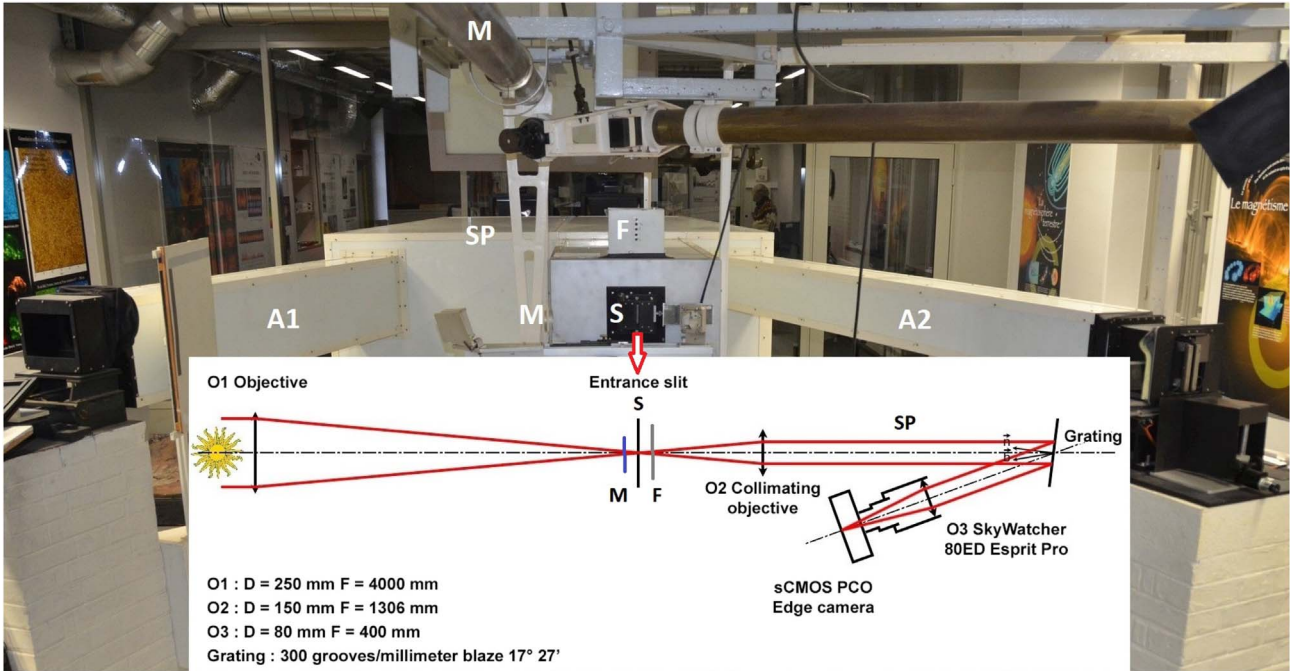 M
Le magnétisme
SP
F
A1
M
S
A2
O1 Objective
Entrance slit
S
SP
Grating
M
F
O2 Collimating
objective
O3 SkyWatcher
80ED Esprit Pro
sCMOS PCO
Edge camera
O1 : D = 250 mm F = 4000 mm
O2 : D = 150 mm F = 1306 mm
O3 : D = 80 mm F = 400 mm
Grating : 300 grooves/millimeter blaze 17° 27'